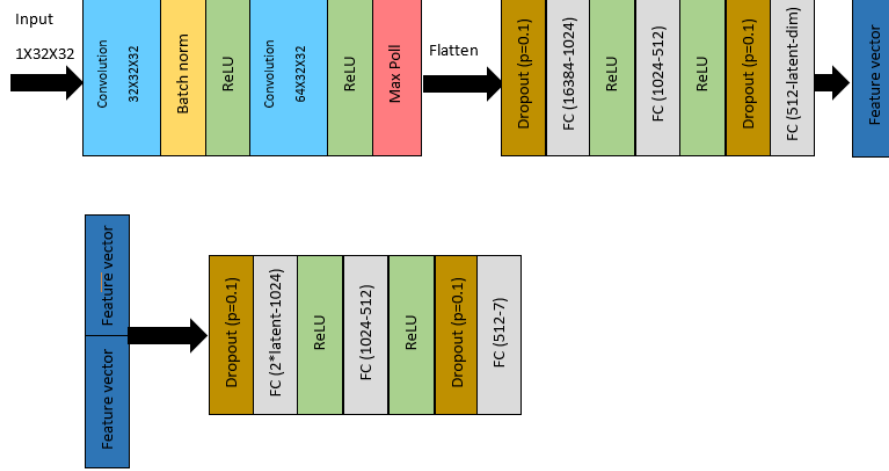 Input
1X32X32
Convolution
32X32X32
Batch norm
ReLU
Convolution
64X32X32
ReLU
Max Poll
Flatten
Dropout (p=0.1)
FC (16384-1024)
ReLU
FC (1024-512)
ReLU
Dropout (p=0.1)
FC (512-latent-dim)
Feature vector
Feature vector
Feature vector
Dropout (p=0.1)
FC (2*latent-1024)
ReLU
FC (1024-512)
ReLU
Dropout (p=0.1)
FC (512-7)